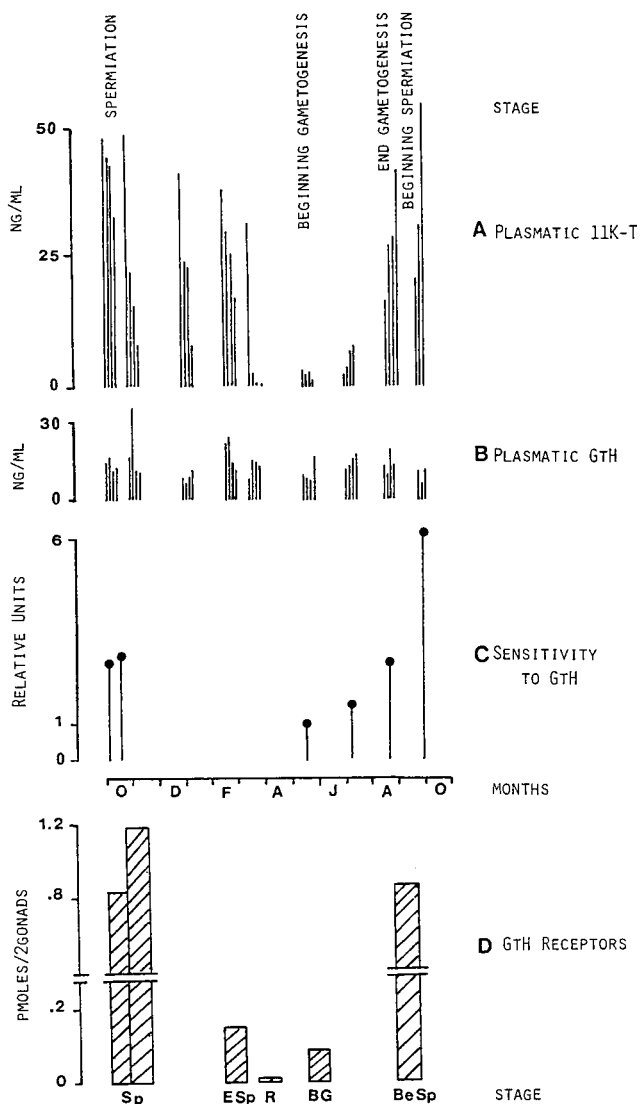 SPERMIATION
BEGINNING GAMETOGENESIS
END GAMETOGENESIS
BEGINNING SPERMIATION
STAGE
50
25
0
NG/ML
A PLASMATIC 11K-T
30
0
NG/ML
B PLASMATIC GTH
6
1
0
RELATIVE UNITS
C SENSITIVITY
TO GTH
O D F A J A O
MONTHS
1.2
.8
.2
0
PMOLES/2GONADS
D GTH RECEPTORS
Sp ESp R BG BeSp
STAGE